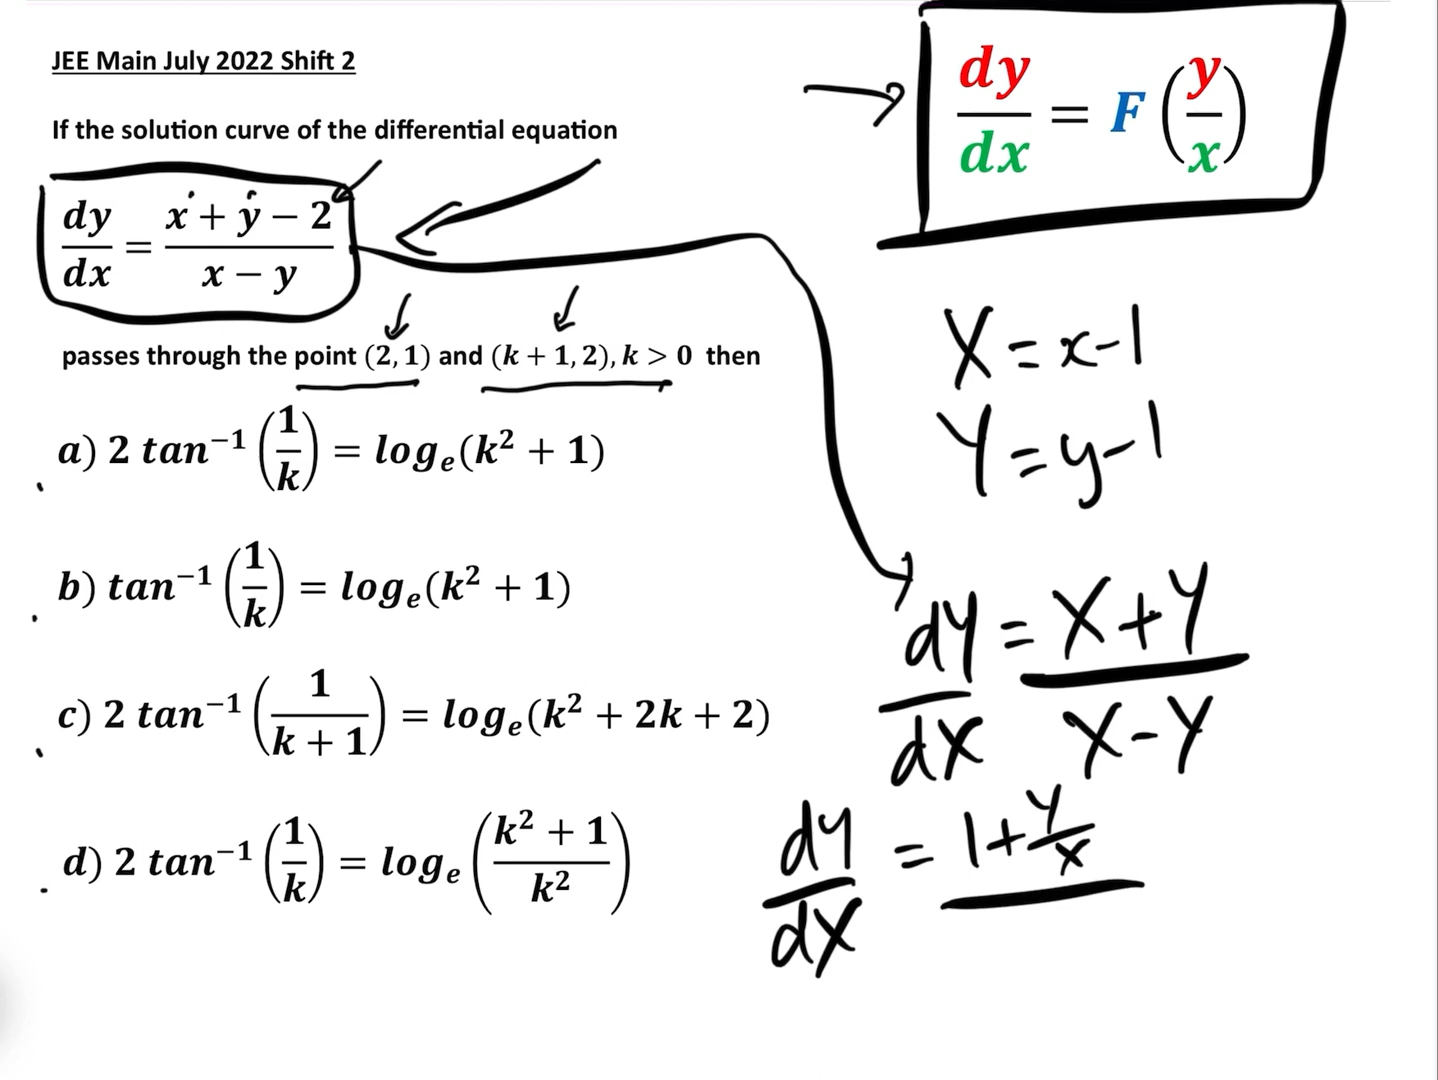 JEE Main July 2022 Shift 2
dy/dx = F(y/x)
If the solution curve of the differential equation
dy/dx = (x + y − 2)/(x − y)
passes through the point (2, 1) and (k + 1, 2), k > 0 then
a) 2 tan⁻¹(1/k) = logₑ(k² + 1)
b) tan⁻¹(1/k) = logₑ(k² + 1)
c) 2 tan⁻¹(1/(k + 1)) = logₑ(k² + 2k + 2)
d) 2 tan⁻¹(1/k) = logₑ((k² + 1)/k²)
X = x-1
Y = y-1
dY/dX = (X+Y)/(X-Y)
dY/dX = 1+Y/X